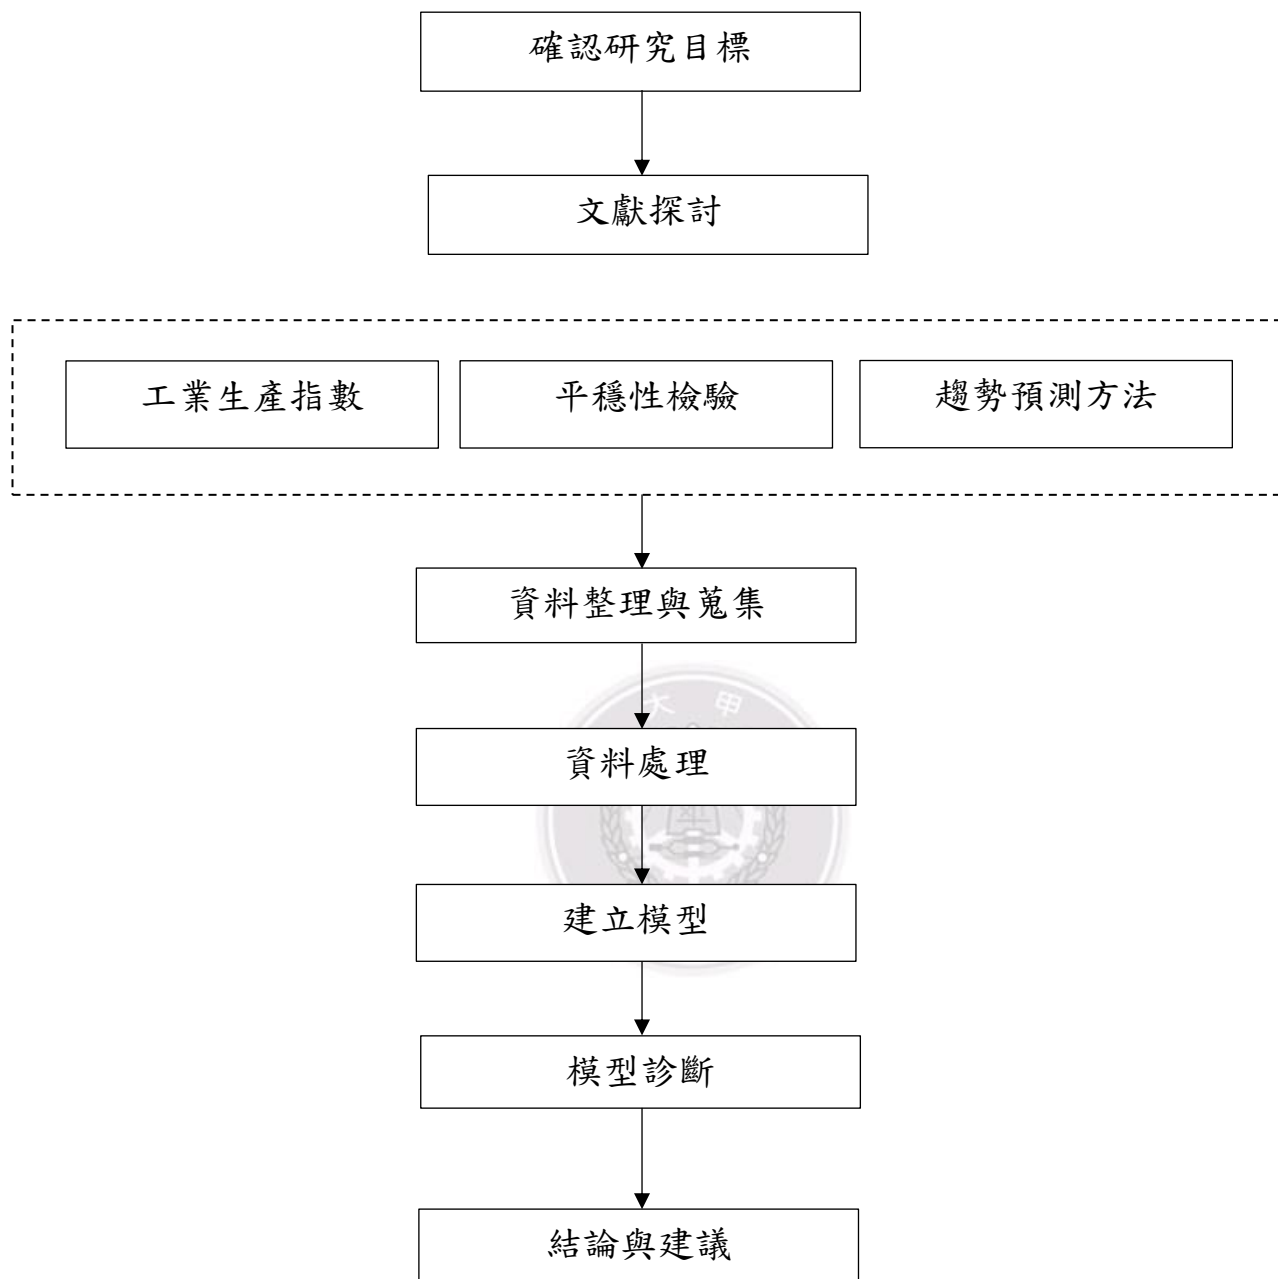 確認研究目標
文獻探討
工業生產指數
平穩性檢驗
趨勢預測方法
資料整理與蒐集
大甲
資料處理
建立模型
模型診斷
結論與建議